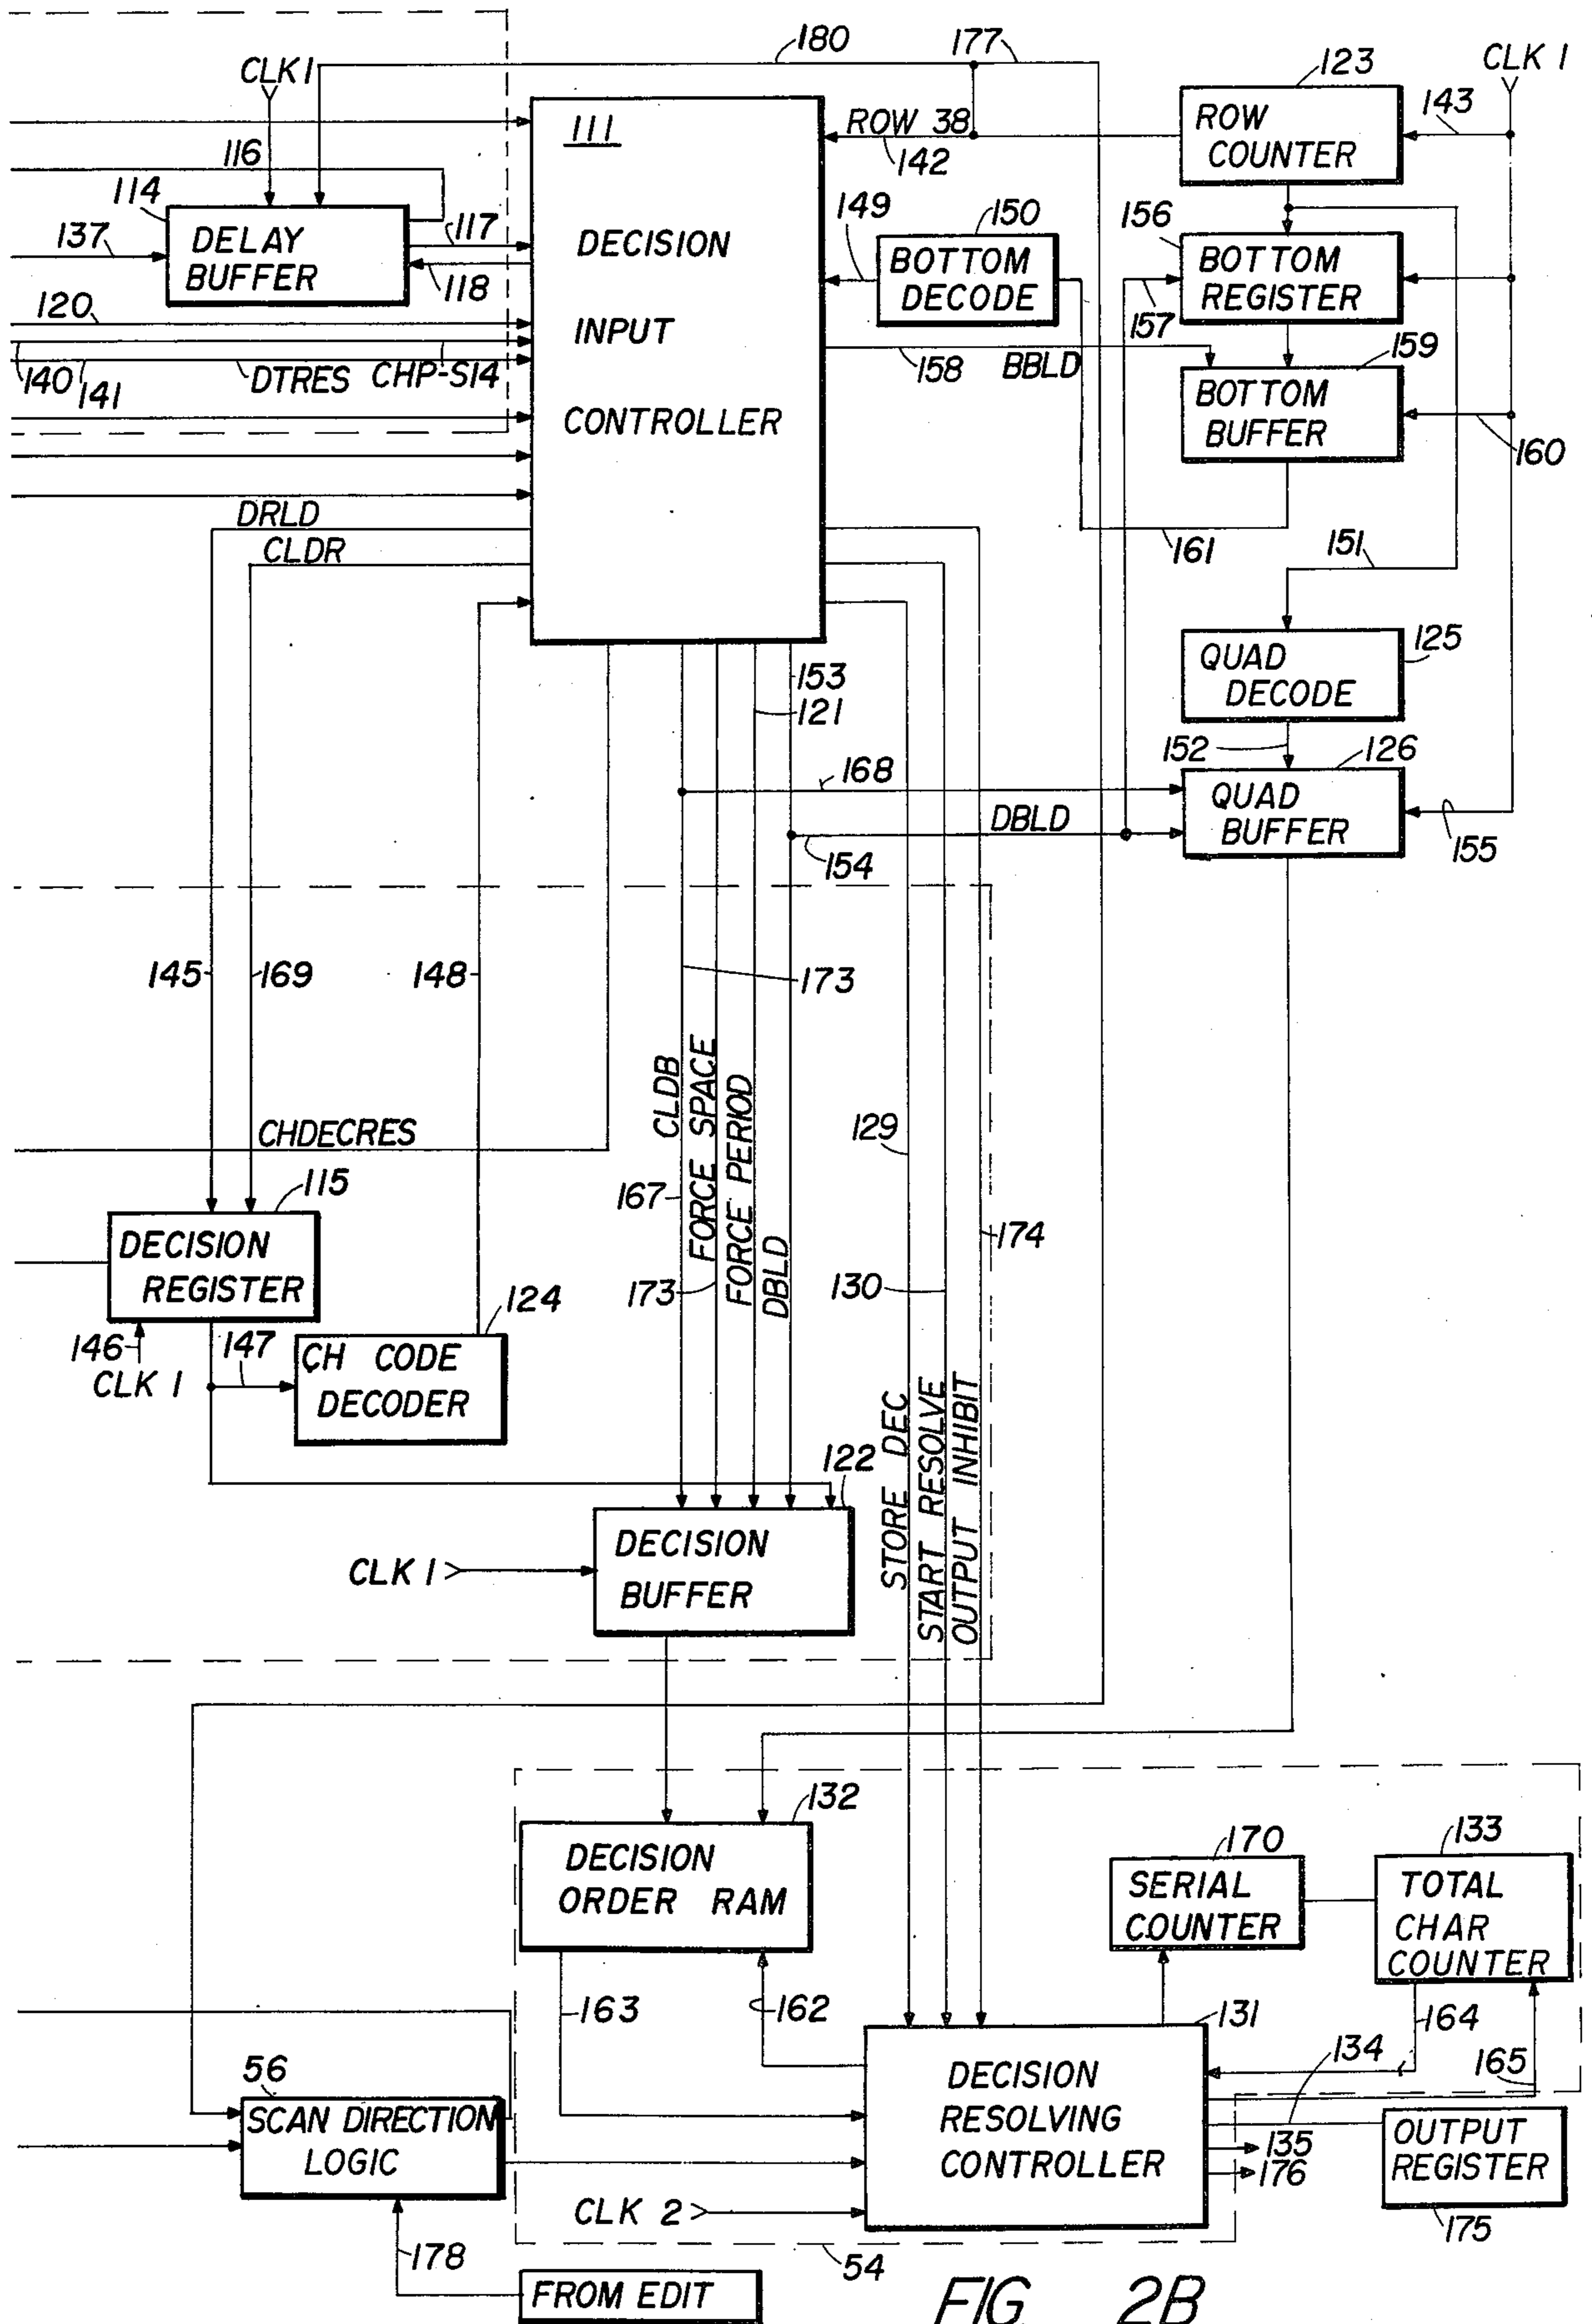 180
177
CLK 1
CLK 1
123
111
ROW 38
142
ROW
COUNTER
143
116
114
DELAY
BUFFER
137
117
118
DECISION
149
150
BOTTOM
DECODE
156
BOTTOM
REGISTER
157
120
INPUT
140
141
DTRES
CHP-S14
158
BBLD
159
BOTTOM
BUFFER
160
CONTROLLER
DRLD
CLDR
161
151
125
QUAD
DECODE
153
121
152
126
168
QUAD
BUFFER
DBLD
154
155
145
169
148
173
CLDB
FORCE SPACE
FORCE PERIOD
DBLD
129
CHDECRES
115
167
174
DECISION
REGISTER
173
130
124
146
CLK 1
147
CH CODE
DECODER
STORE DEC
START RESOLVE
OUTPUT INHIBIT
122
DECISION
BUFFER
CLK 1
132
DECISION
ORDER RAM
170
SERIAL
COUNTER
133
TOTAL
CHAR
COUNTER
163
162
131
164
134
165
56
SCAN DIRECTION
LOGIC
DECISION
RESOLVING
CONTROLLER
135
176
OUTPUT
REGISTER
175
CLK 2
178
54
FROM EDIT
FIG 2B